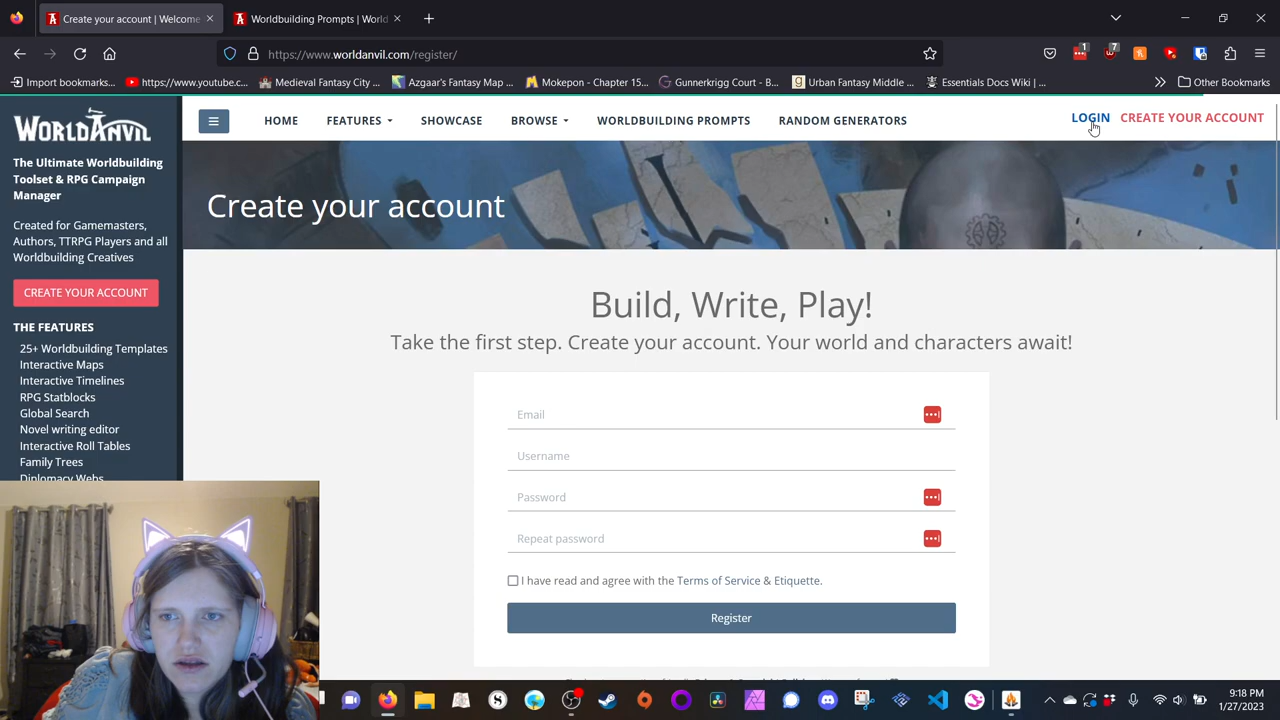 Create your account | Welcome
Worldbuilding Prompts | World
https://www.worldanvil.com/register/
1
7
Import bookmarks...
https://www.youtube.c...
Medieval Fantasy City ...
Azgaar's Fantasy Map ...
Mokepon - Chapter 15...
Gunnerkrigg Court - B...
Urban Fantasy Middle ...
Essentials Docs Wiki | ...
Other Bookmarks
WORLDANVIL
HOME
FEATURES
SHOWCASE
BROWSE
WORLDBUILDING PROMPTS
RANDOM GENERATORS
LOGIN
CREATE YOUR ACCOUNT
The Ultimate Worldbuilding
Toolset & RPG Campaign
Manager
Created for Gamemasters,
Authors, TTRPG Players and all
Worldbuilding Creatives
CREATE YOUR ACCOUNT
THE FEATURES
25+ Worldbuilding Templates
Interactive Maps
Interactive Timelines
RPG Statblocks
Global Search
Novel writing editor
Interactive Roll Tables
Family Trees
Diplomacy Webs
Create your account
Build, Write, Play!
Take the first step. Create your account. Your world and characters await!
Email
Username
Password
Repeat password
I have read and agree with the Terms of Service & Etiquette.
Register
9:18 PM
1/27/2023